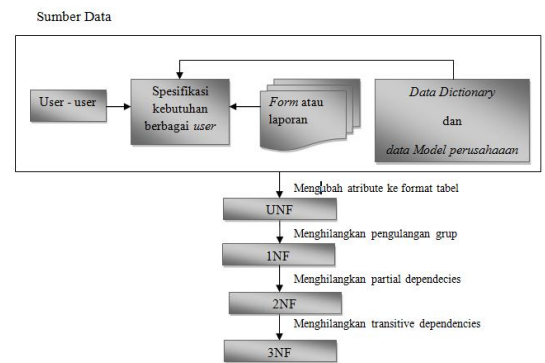 Sumber Data
User - user
Spesifikasi
kebutuhan
berbagai user
Form atau
laporan
Data Dictionary
dan
data Model perusahaaan
Mengubah atribute ke format tabel
UNF
Menghilangkan pengulangan grup
1NF
Menghilangkan partial dependecies
2NF
Menghilangkan transitive dependencies
3NF